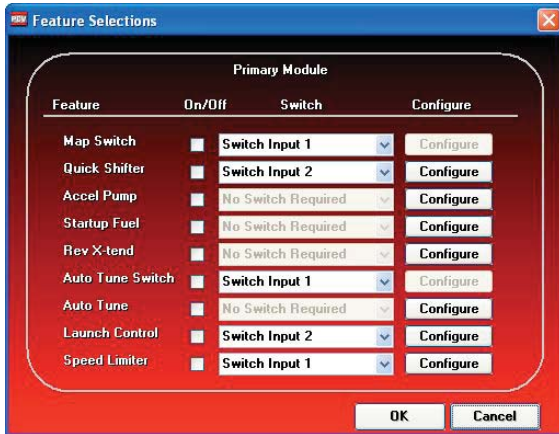 PCV Feature Selections
Primary Module
Feature On/Off Switch Configure
Map Switch Switch Input 1 Configure
Quick Shifter Switch Input 2 Configure
Accel Pump No Switch Required Configure
Startup Fuel No Switch Required Configure
Rev X-tend No Switch Required Configure
Auto Tune Switch Switch Input 1 Configure
Auto Tune No Switch Required Configure
Launch Control Switch Input 2 Configure
Speed Limiter Switch Input 1 Configure
OK Cancel